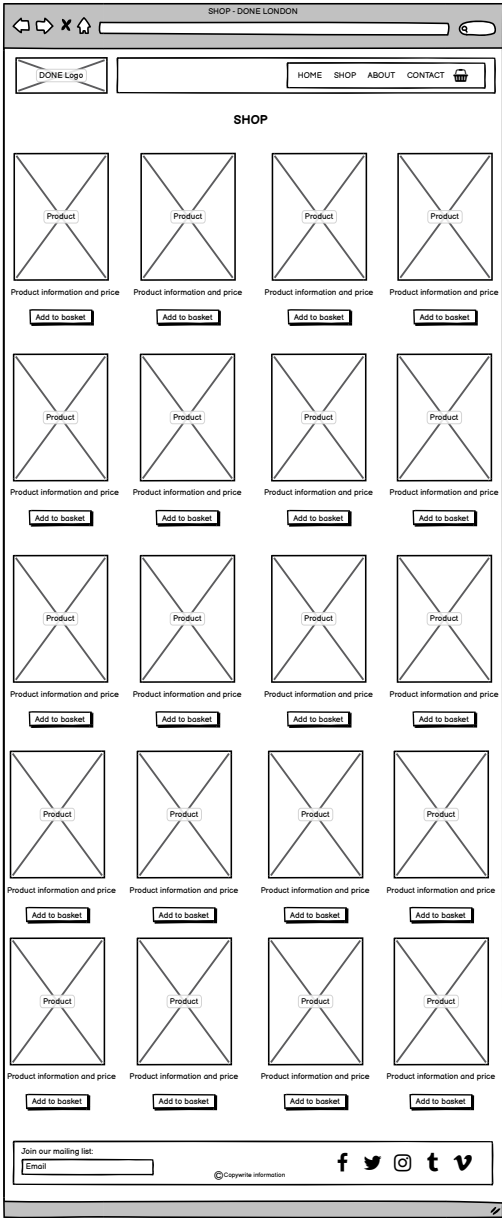 SHOP - DONE LONDON
DONE Logo
HOME SHOP ABOUT CONTACT
SHOP
Product Product Product Product
Product information and price Product information and price Product information and price Product information and price
Add to basket Add to basket Add to basket Add to basket
Product Product Product Product
Product information and price Product information and price Product information and price Product information and price
Add to basket Add to basket Add to basket Add to basket
Product Product Product Product
Product information and price Product information and price Product information and price Product information and price
Add to basket Add to basket Add to basket Add to basket
Product Product Product Product
Product information and price Product information and price Product information and price Product information and price
Add to basket Add to basket Add to basket Add to basket
Product Product Product Product
Product information and price Product information and price Product information and price Product information and price
Add to basket Add to basket Add to basket Add to basket
Join our mailing list:
Email
© Copywrite information